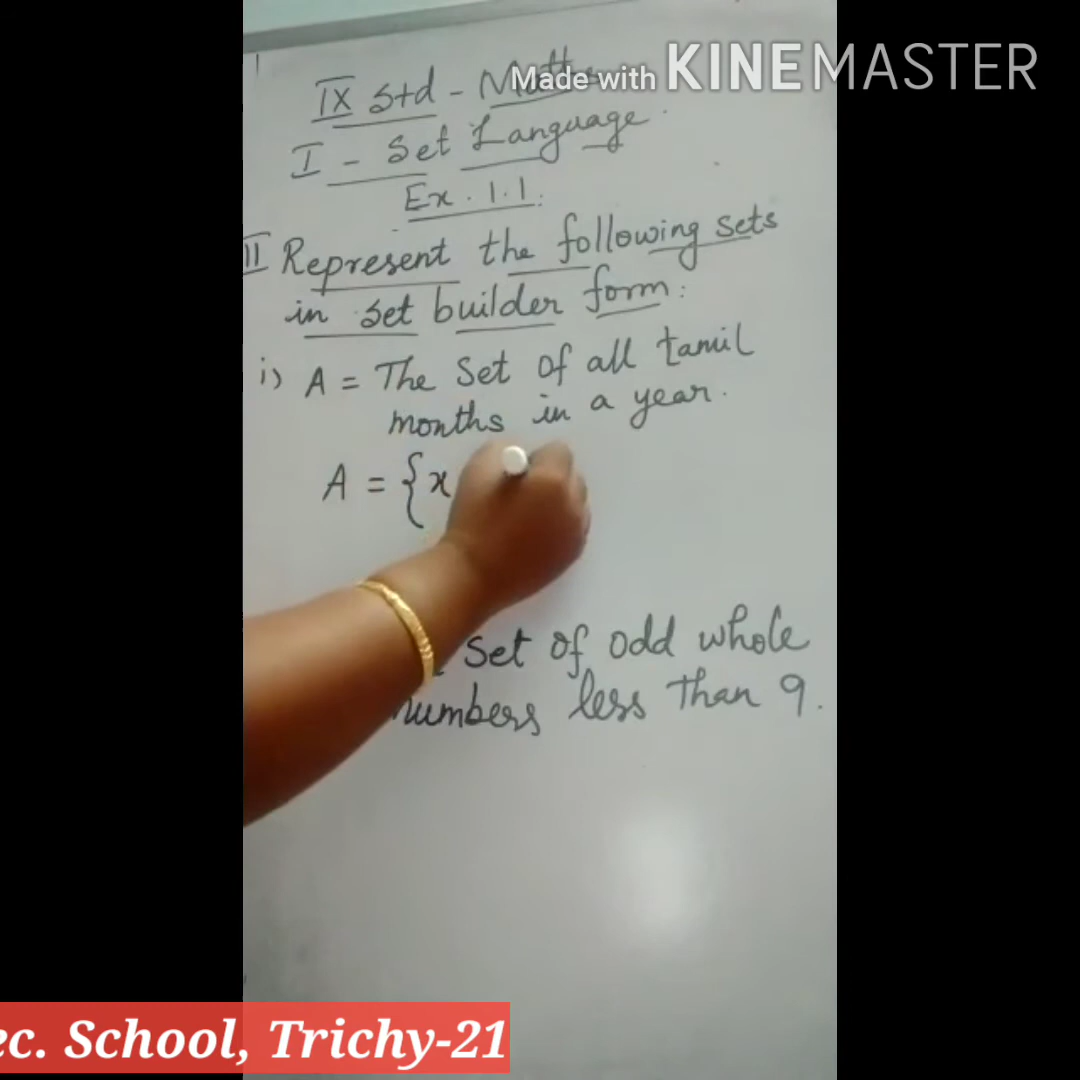 Made with KINEMASTER
IX Std - Maths
I - Set Language
Ex. 1.1.
II Represent the following sets
in set builder form:
i) A = The Set of all tamil
months in a year.
A = {x
Set of odd whole
numbers less than 9.
ec. School, Trichy-21